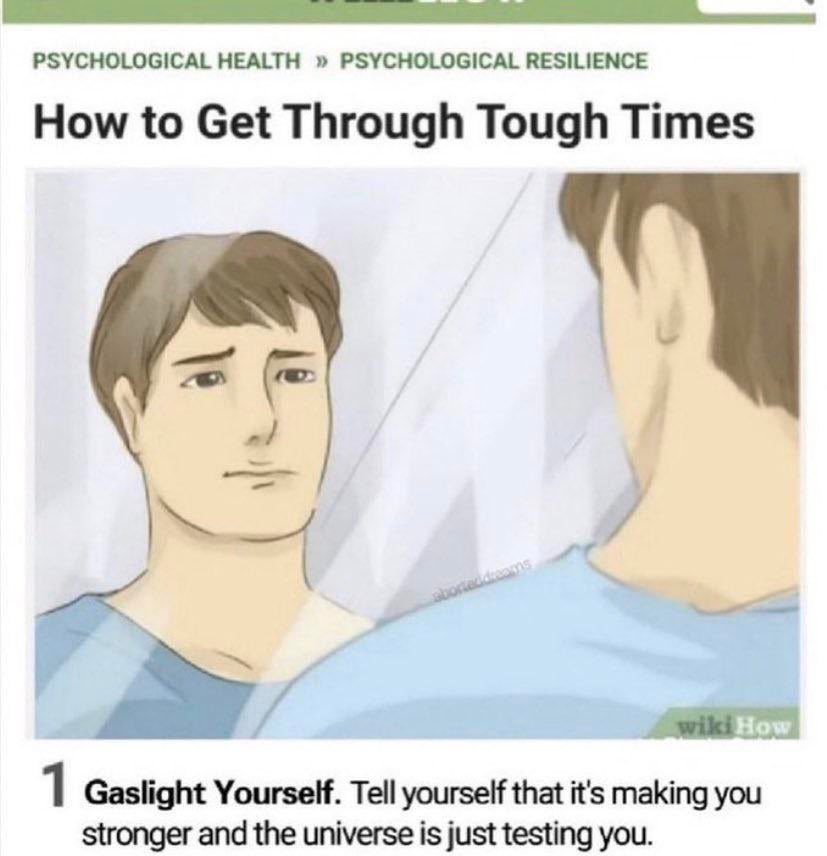 PSYCHOLOGICAL HEALTH » PSYCHOLOGICAL RESILIENCE
How to Get Through Tough Times
aborteddreams
wikiHow
1 Gaslight Yourself. Tell yourself that it's making you
stronger and the universe is just testing you.